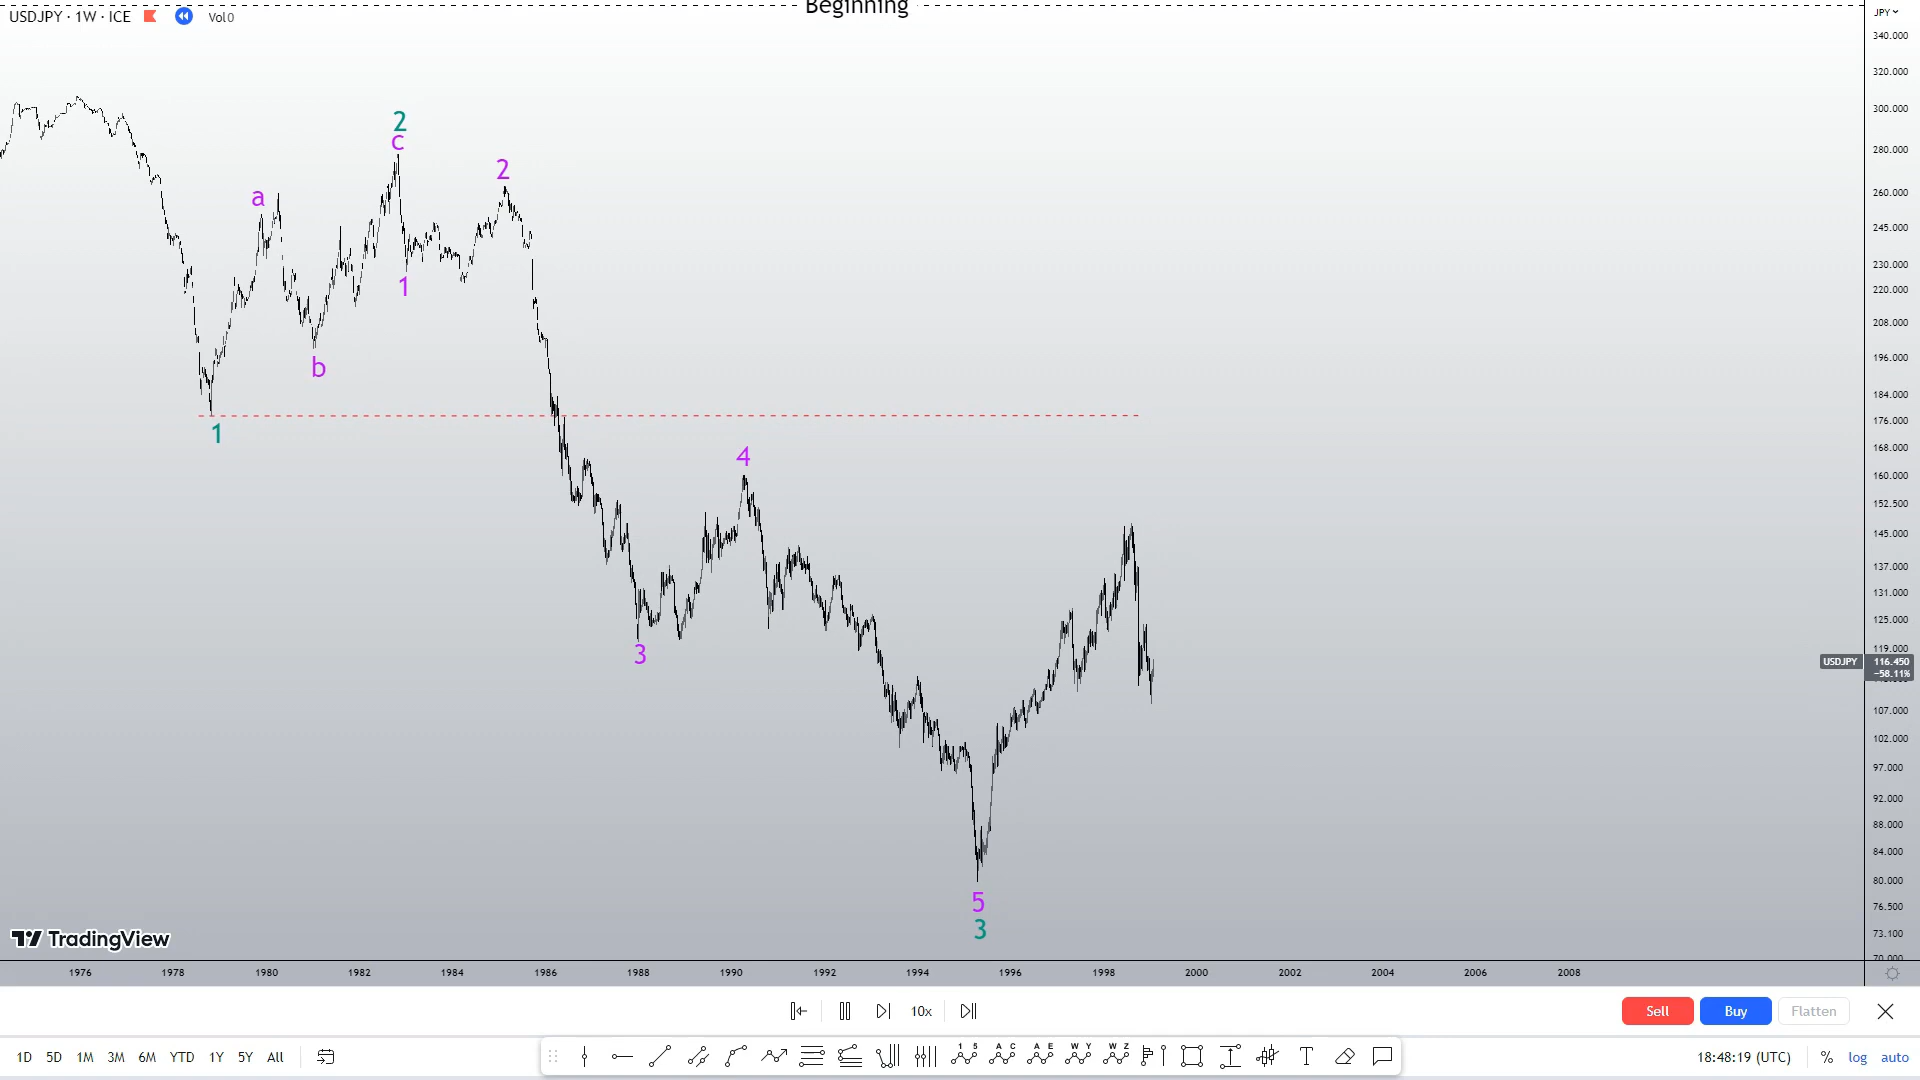 Beginning
USDJPY · 1W · ICE
Vol0
JPY
340.000
320.000
300.000
280.000
260.000
245.000
230.000
220.000
208.000
196.000
184.000
176.000
168.000
160.000
152.500
145.000
137.000
131.000
125.000
119.000
USDJPY 116.450
−58.11%
107.000
102.000
97.000
92.000
88.000
84.000
80.000
76.500
73.100
70.000
2
c
2
a
1
b
1
4
3
5
3
TradingView
1976 1978 1980 1982 1984 1986 1988 1990 1992 1994 1996 1998 2000 2002 2004 2006 2008
10x
Sell Buy Flatten
1D 5D 1M 3M 6M YTD 1Y 5Y All
1 5 A C A E W Y W Z
T
18:48:19 (UTC) % log auto